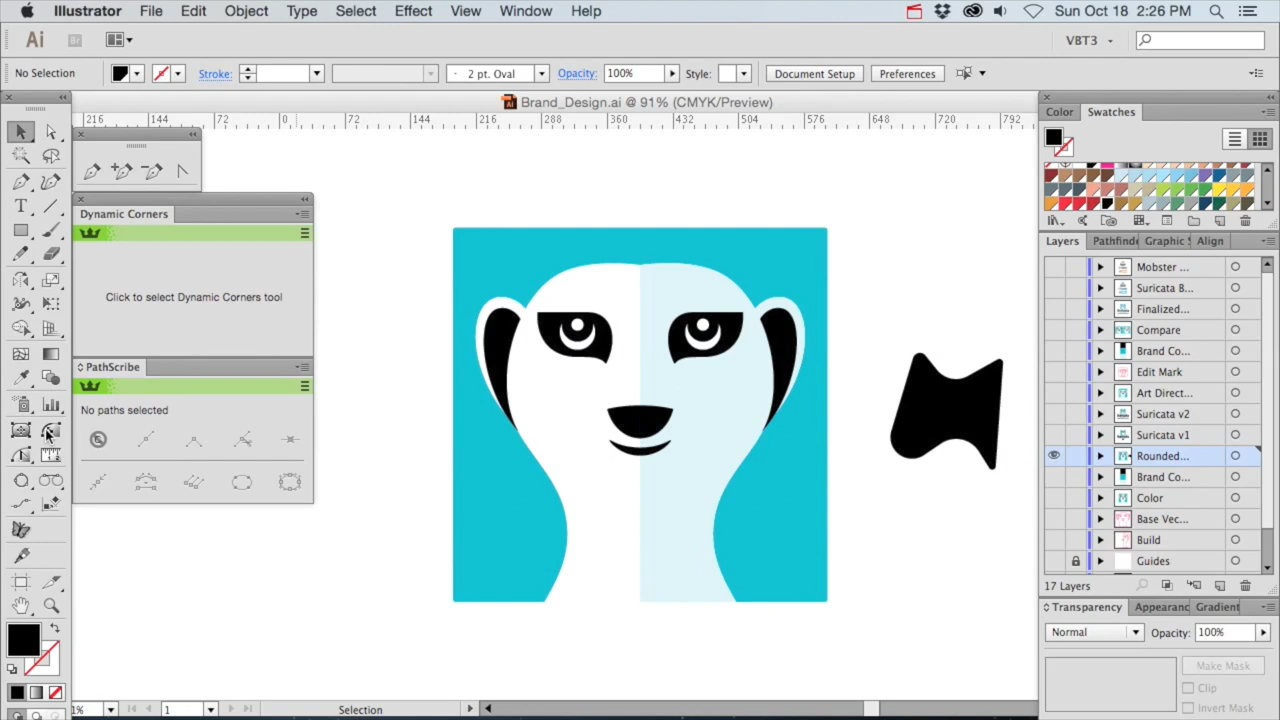 Illustrator File Edit Object Type Select Effect View Window Help Sun Oct 18 2:26 PM
Ai Br VBT3
No Selection Stroke: 2 pt. Oval Opacity: 100% Style: Document Setup Preferences
Brand_Design.ai @ 91% (CMYK/Preview)
216 144 72 0 72 144 216 288 360 432 504 576 648 720 792
Color Swatches
Dynamic Corners
Click to select Dynamic Corners tool
PathScribe
No paths selected
Layers Pathfind Graphic Align
Mobster ...
Suricata B...
Finalized...
Compare
Brand Co...
Edit Mark
Art Direct...
Suricata v2
Suricata v1
Rounded...
Brand Co...
Color
Base Vec...
Build
Guides
17 Layers
Transparency Appearanc Gradient
Normal Opacity: 100%
Make Mask
Clip
Invert Mask
1% 1 Selection